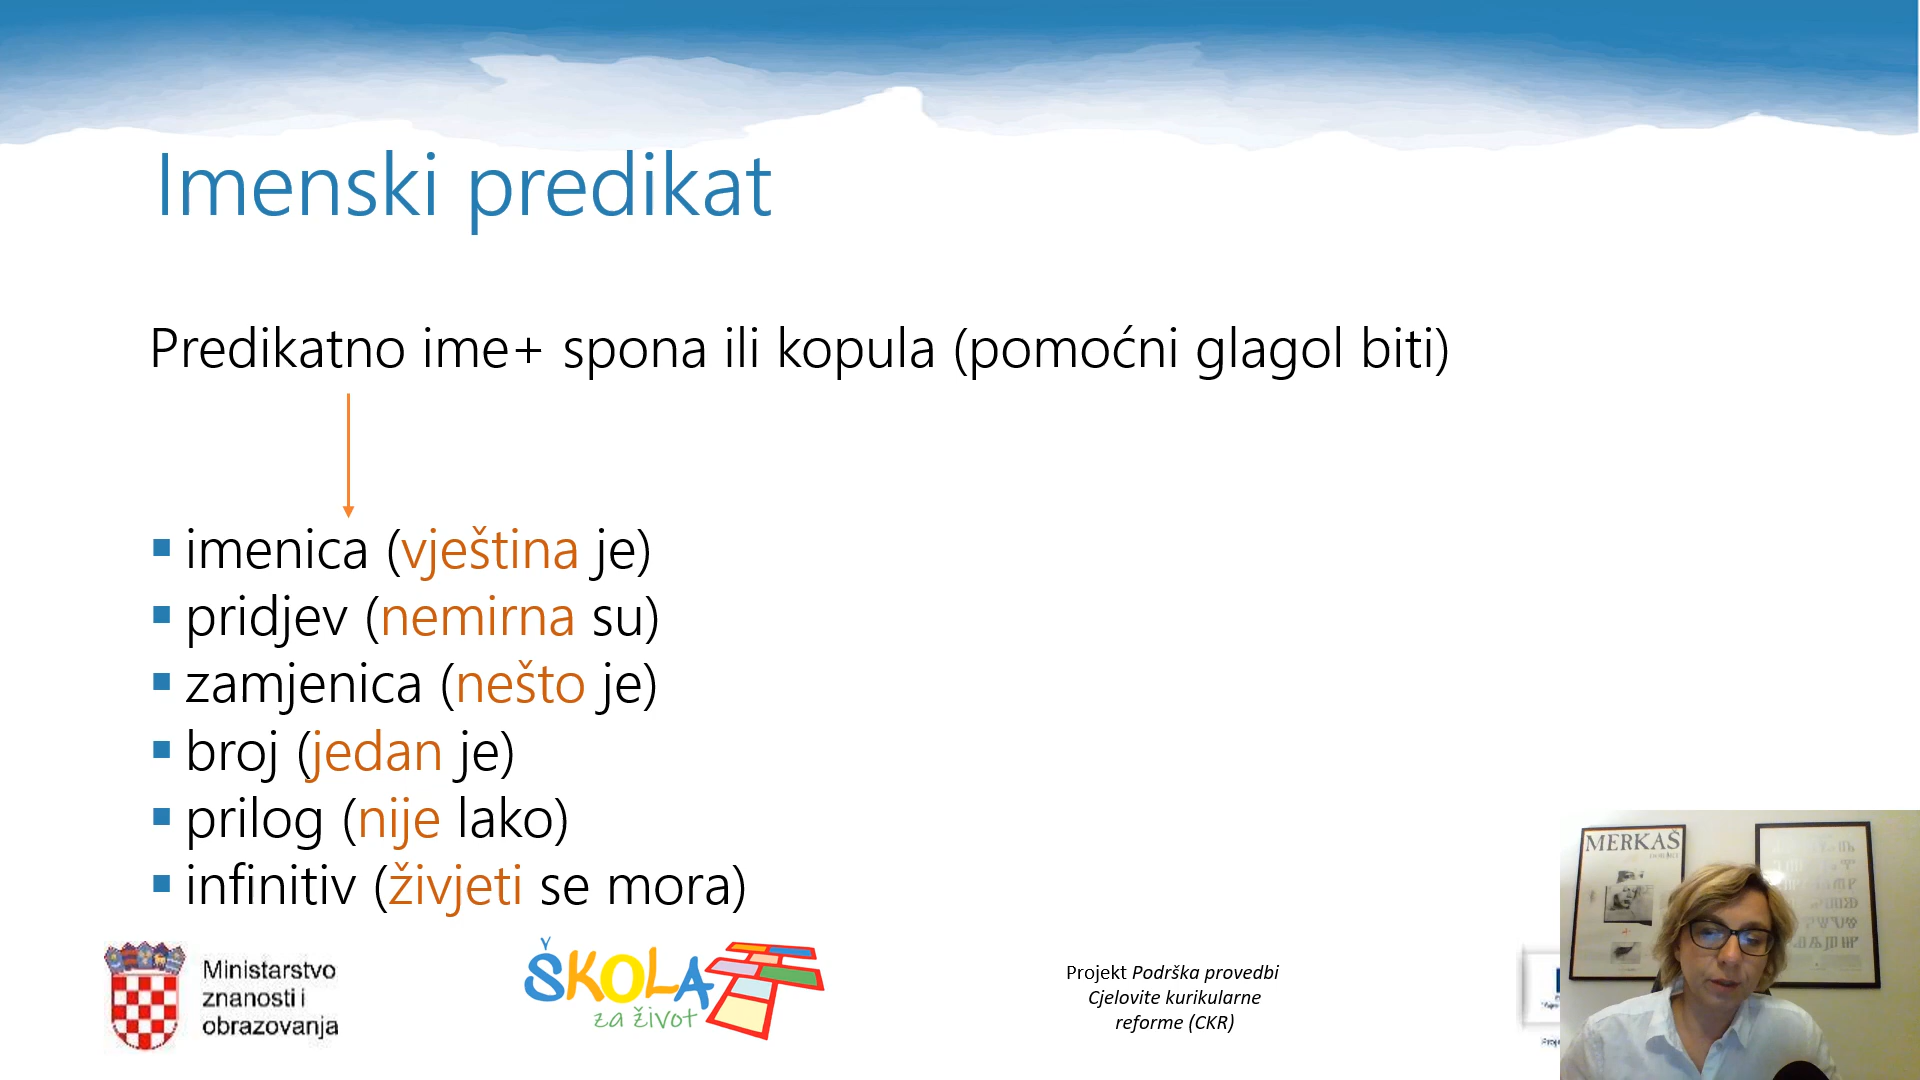 Imenski predikat
Predikatno ime+ spona ili kopula (pomoćni glagol biti)
imenica (vještina je)
pridjev (nemirna su)
zamjenica (nešto je)
broj (jedan je)
prilog (nije lako)
infinitiv (živjeti se mora)
Ministarstvo
znanosti i
obrazovanja
ŠKOLA
za život
Projekt Podrška provedbi
Cjelovite kurikularne
reforme (CKR)
MERKAŠ